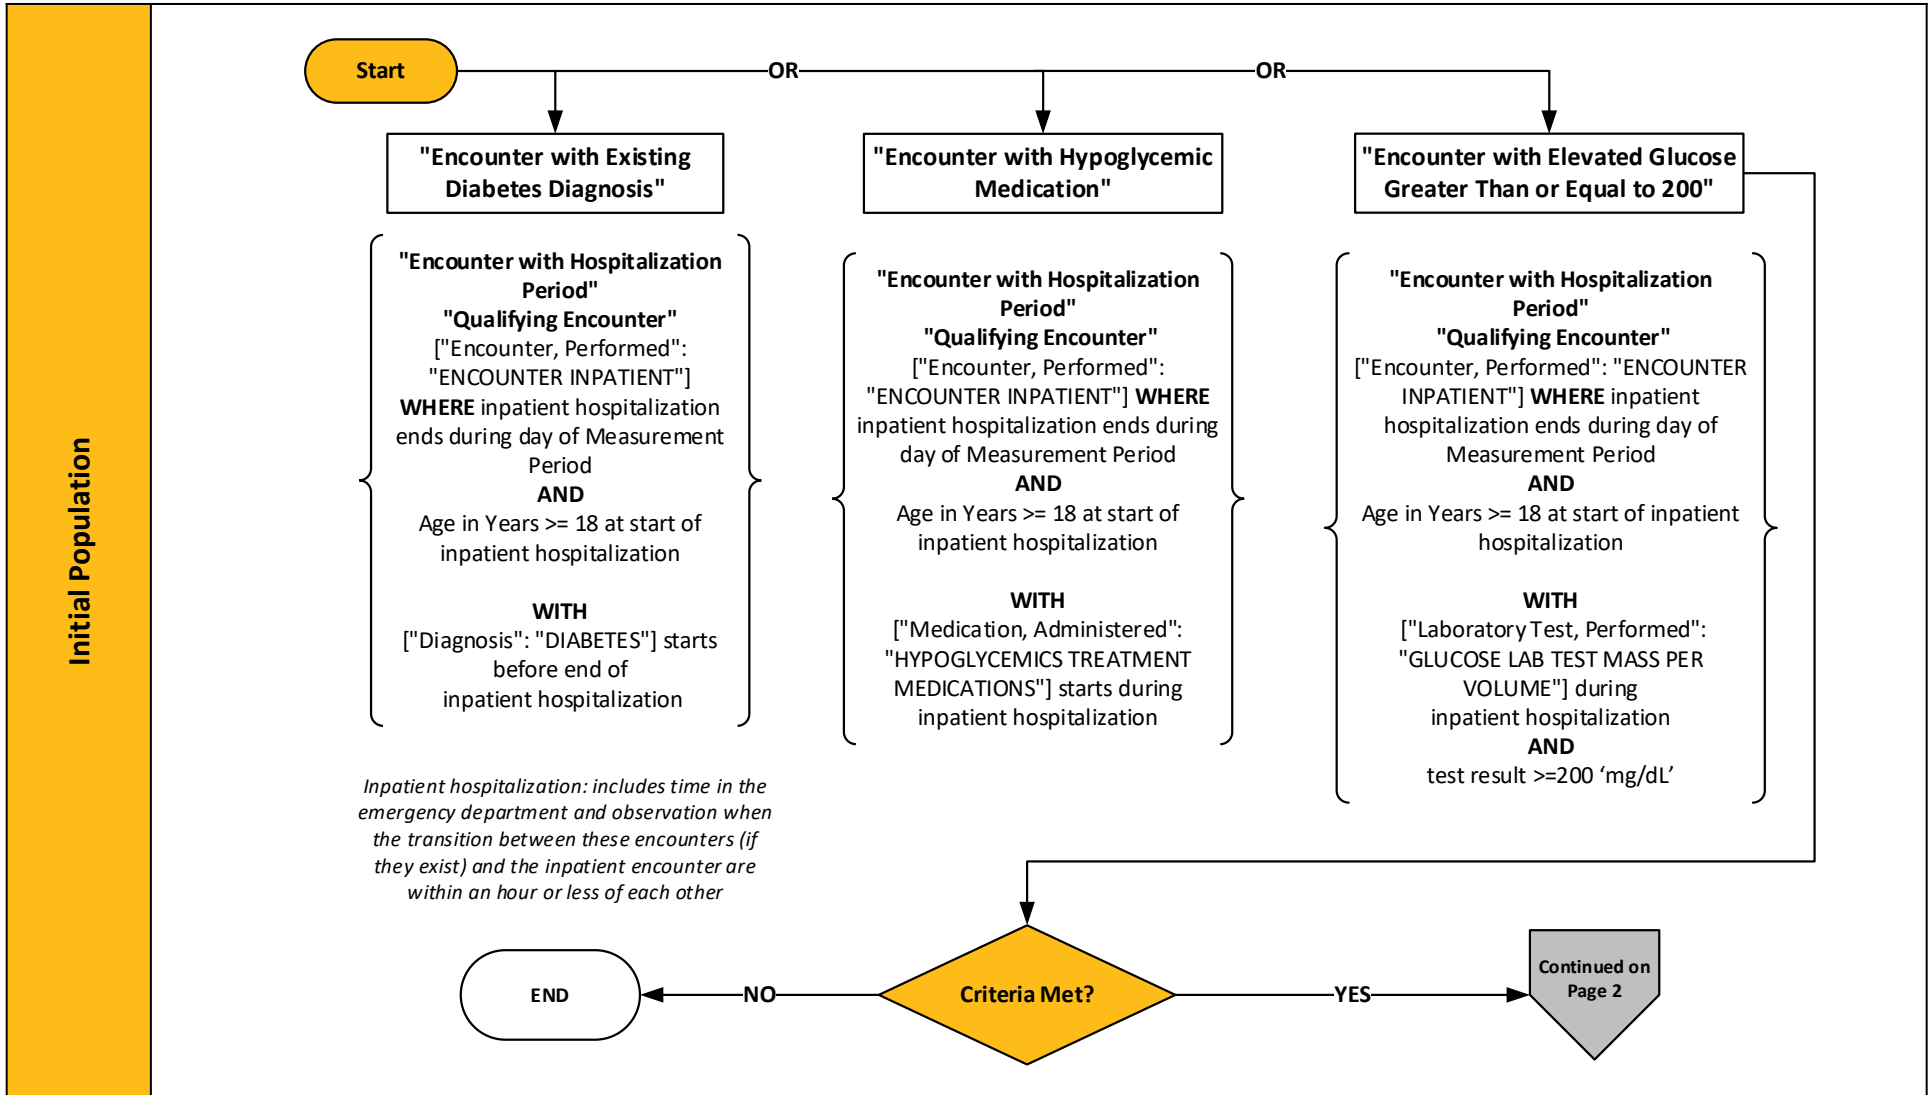 Initial Population
Start
OR
OR
"Encounter with Existing
Diabetes Diagnosis"
"Encounter with Hypoglycemic
Medication"
"Encounter with Elevated Glucose
Greater Than or Equal to 200"
"Encounter with Hospitalization
Period"
"Qualifying Encounter"
["Encounter, Performed":
"ENCOUNTER INPATIENT"]
WHERE inpatient hospitalization
ends during day of Measurement
Period
AND
Age in Years >= 18 at start of
inpatient hospitalization
WITH
["Diagnosis": "DIABETES"] starts
before end of
inpatient hospitalization
"Encounter with Hospitalization
Period"
"Qualifying Encounter"
["Encounter, Performed":
"ENCOUNTER INPATIENT"] WHERE
inpatient hospitalization ends during
day of Measurement Period
AND
Age in Years >= 18 at start of
inpatient hospitalization
WITH
["Medication, Administered":
"HYPOGLYCEMICS TREATMENT
MEDICATIONS"] starts during
inpatient hospitalization
"Encounter with Hospitalization
Period"
"Qualifying Encounter"
["Encounter, Performed": "ENCOUNTER
INPATIENT"] WHERE inpatient
hospitalization ends during day of
Measurement Period
AND
Age in Years >= 18 at start of inpatient
hospitalization
WITH
["Laboratory Test, Performed":
"GLUCOSE LAB TEST MASS PER
VOLUME"] during
inpatient hospitalization
AND
test result >=200 ‘mg/dL’
Inpatient hospitalization: includes time in the
emergency department and observation when
the transition between these encounters (if
they exist) and the inpatient encounter are
within an hour or less of each other
END
NO
Criteria Met?
YES
Continued on
Page 2